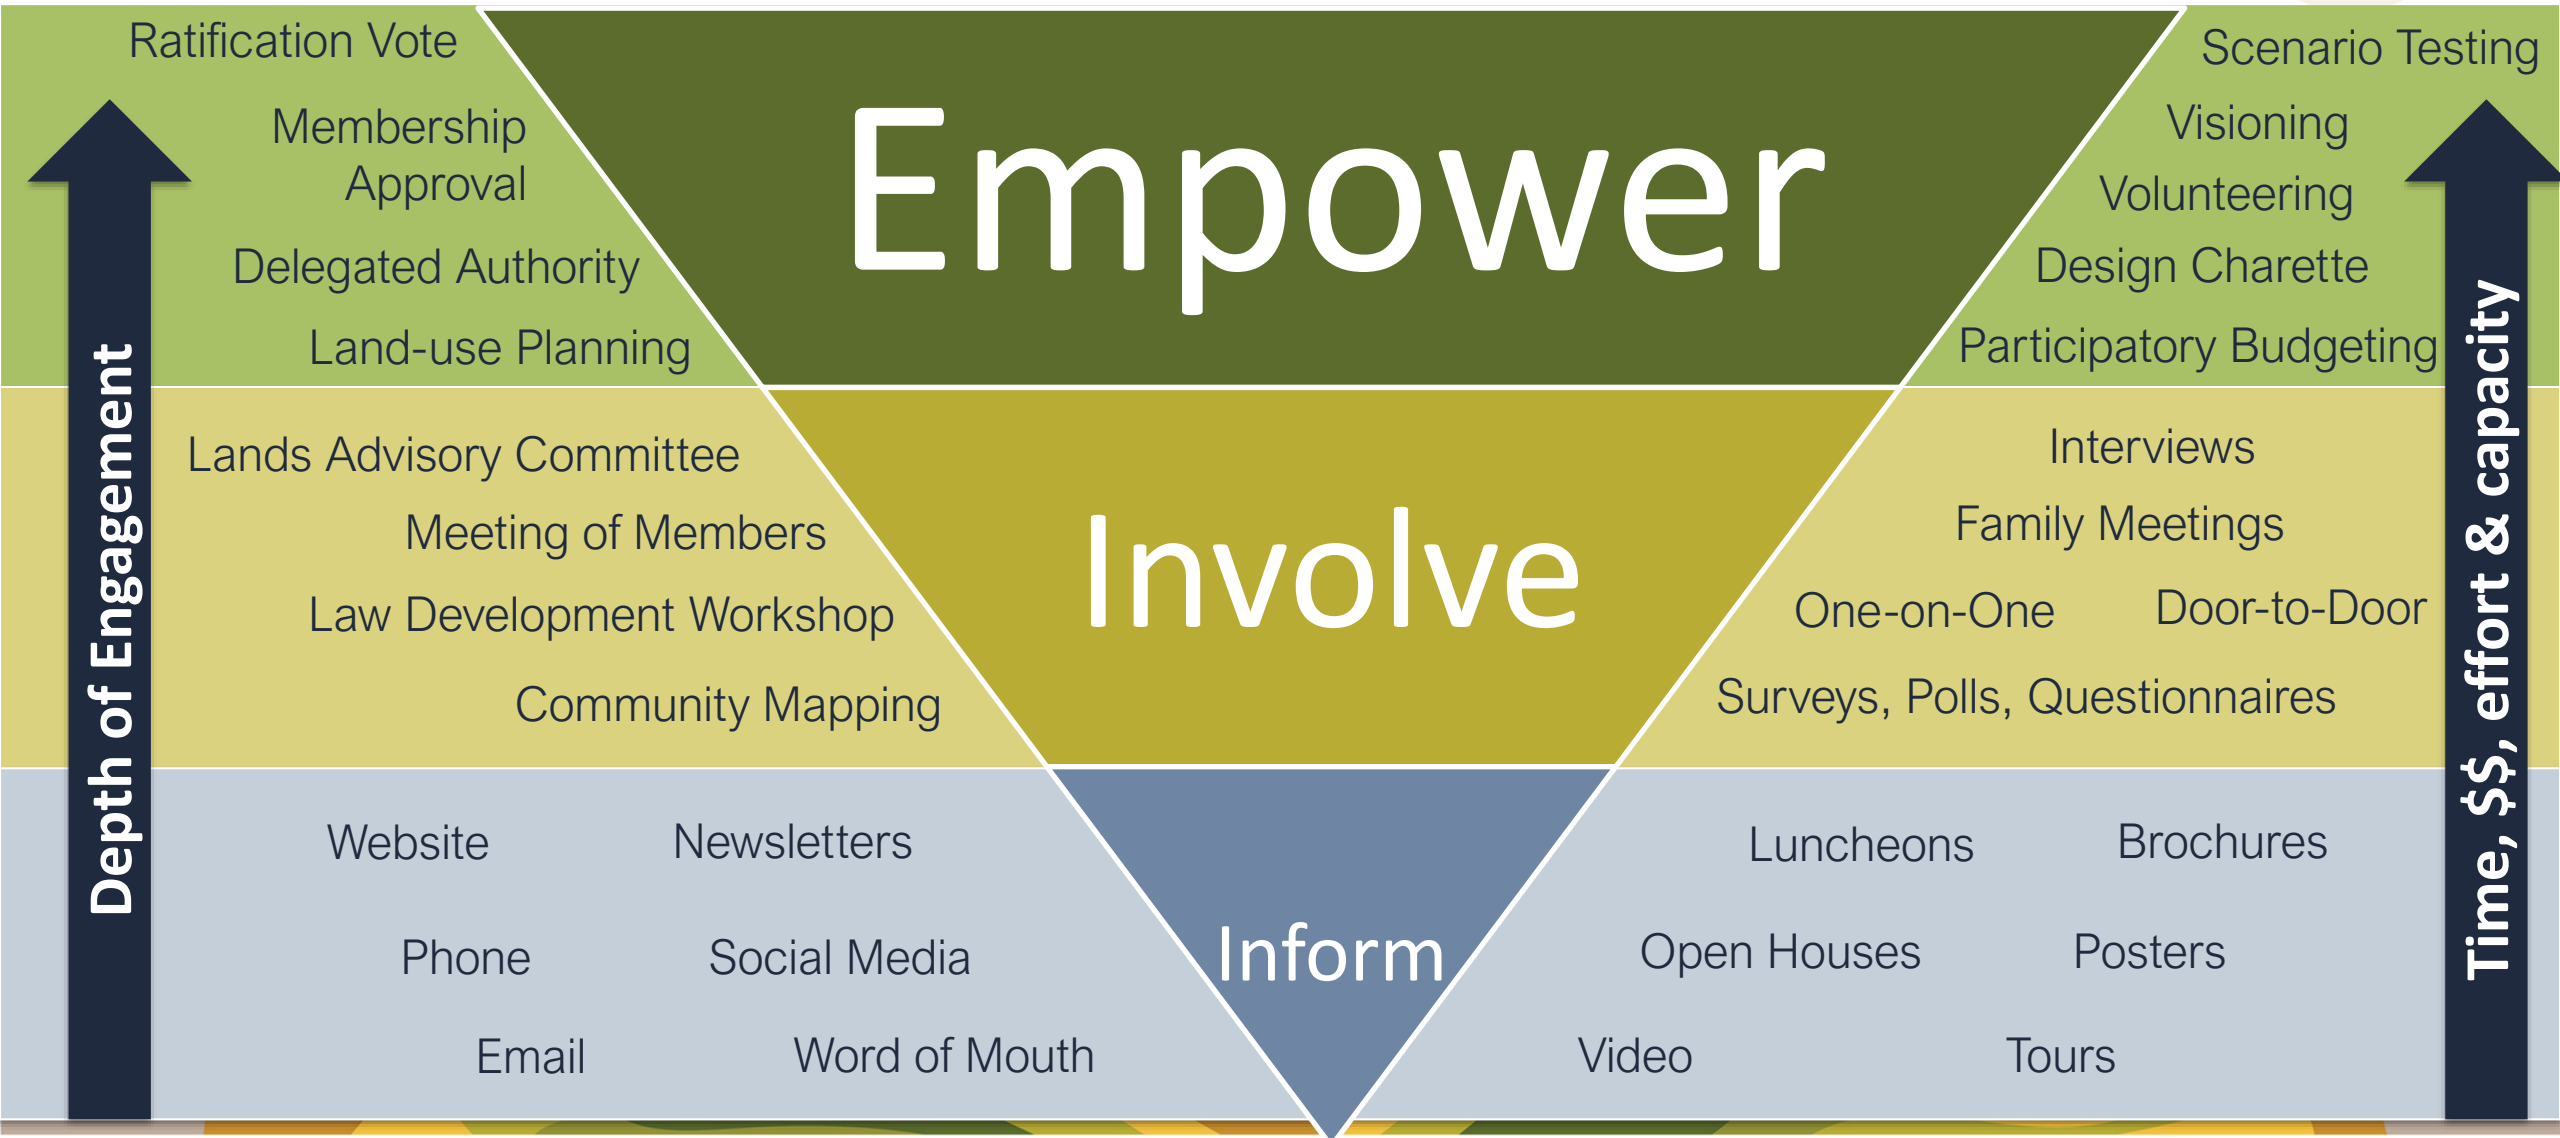 Ratification Vote
Membership
Approval
Delegated Authority
Land-use Planning
Empower
Scenario Testing
Visioning
Volunteering
Design Charette
Participatory Budgeting
Lands Advisory Committee
Meeting of Members
Law Development Workshop
Community Mapping
Involve
Interviews
Family Meetings
One-on-One Door-to-Door
Surveys, Polls, Questionnaires
Website Newsletters
Phone Social Media
Email Word of Mouth
Inform
Luncheons Brochures
Open Houses Posters
Video Tours
Depth of Engagement
Time, $$, effort & capacity